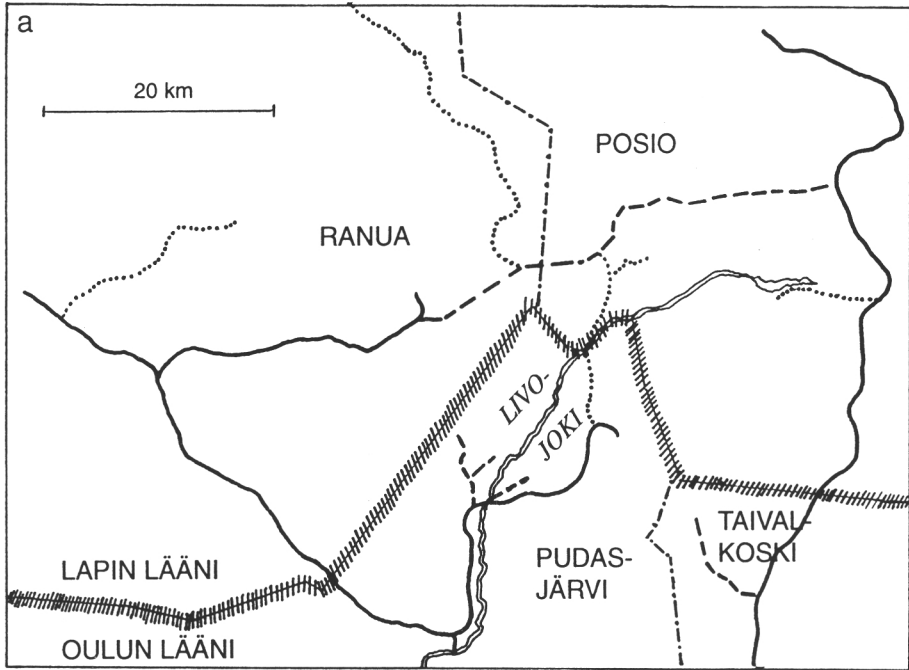 a
20 km
POSIO
RANUA
LIVO-
JOKI
TAIVAL-
KOSKI
PUDAS-
JÄRVI
LAPIN LÄÄNI
OULUN LÄÄNI